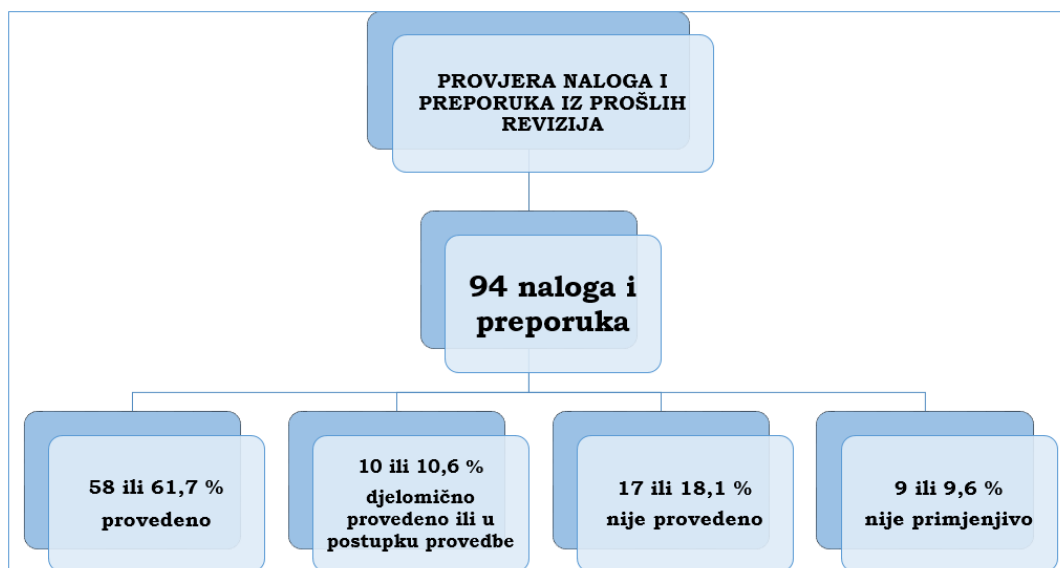 PROVJERA NALOGA I
PREPORUKA IZ PROŠLIH
REVIZIJA
94 naloga i
preporuka
58 ili 61,7 %
provedeno
10 ili 10,6 %
djelomično
provedeno ili u
postupku provedbe
17 ili 18,1 %
nije provedeno
9 ili 9,6 %
nije primjenjivo